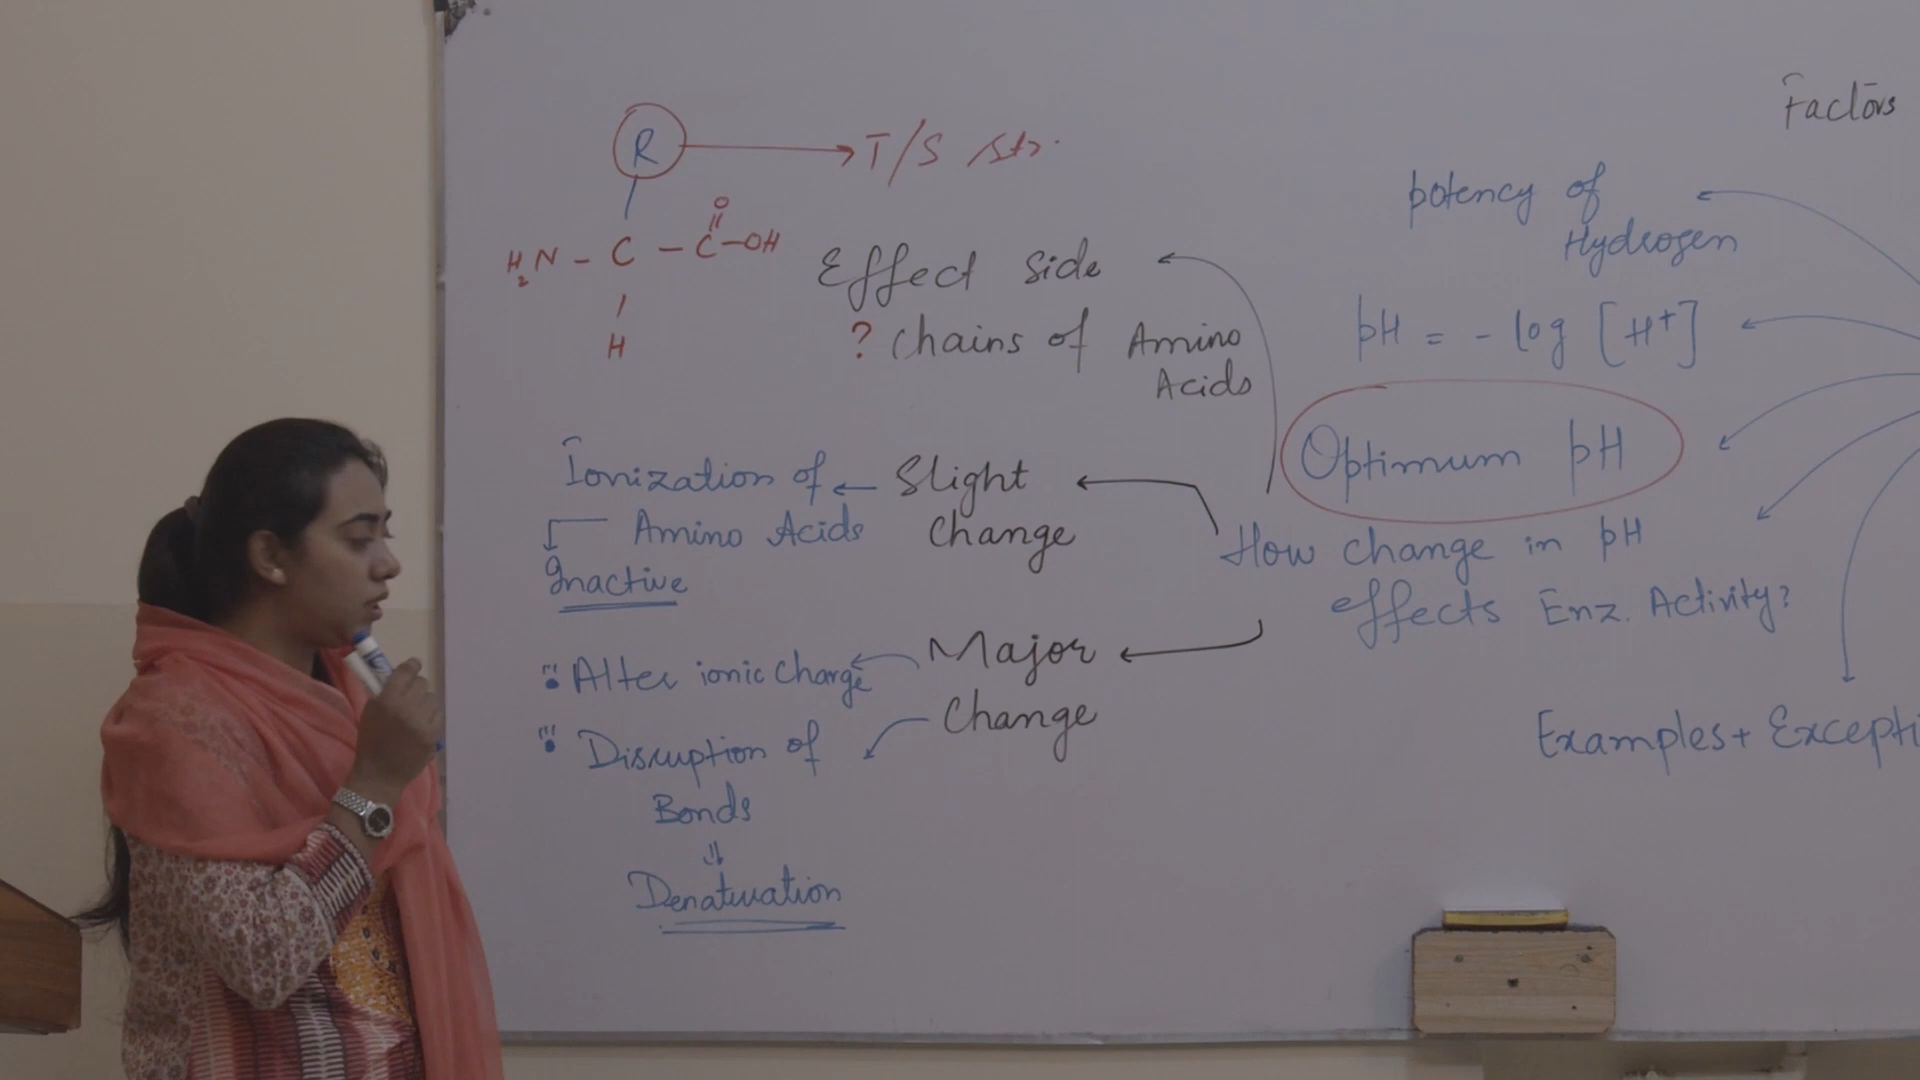 Factors
R → T/S Str.
H₂N - C - C - OH
O
||
H
Effect side
? chains of Amino
Acids
potency of
Hydrogen
pH = - log [H+]
Optimum pH
Ionization of ← Slight
Amino Acids Change
Inactive
How change in pH
effects Enz. Activity?
Alter ionic Charge
Major
Change
Disruption of
Bonds
Denaturation
Examples + Excepti